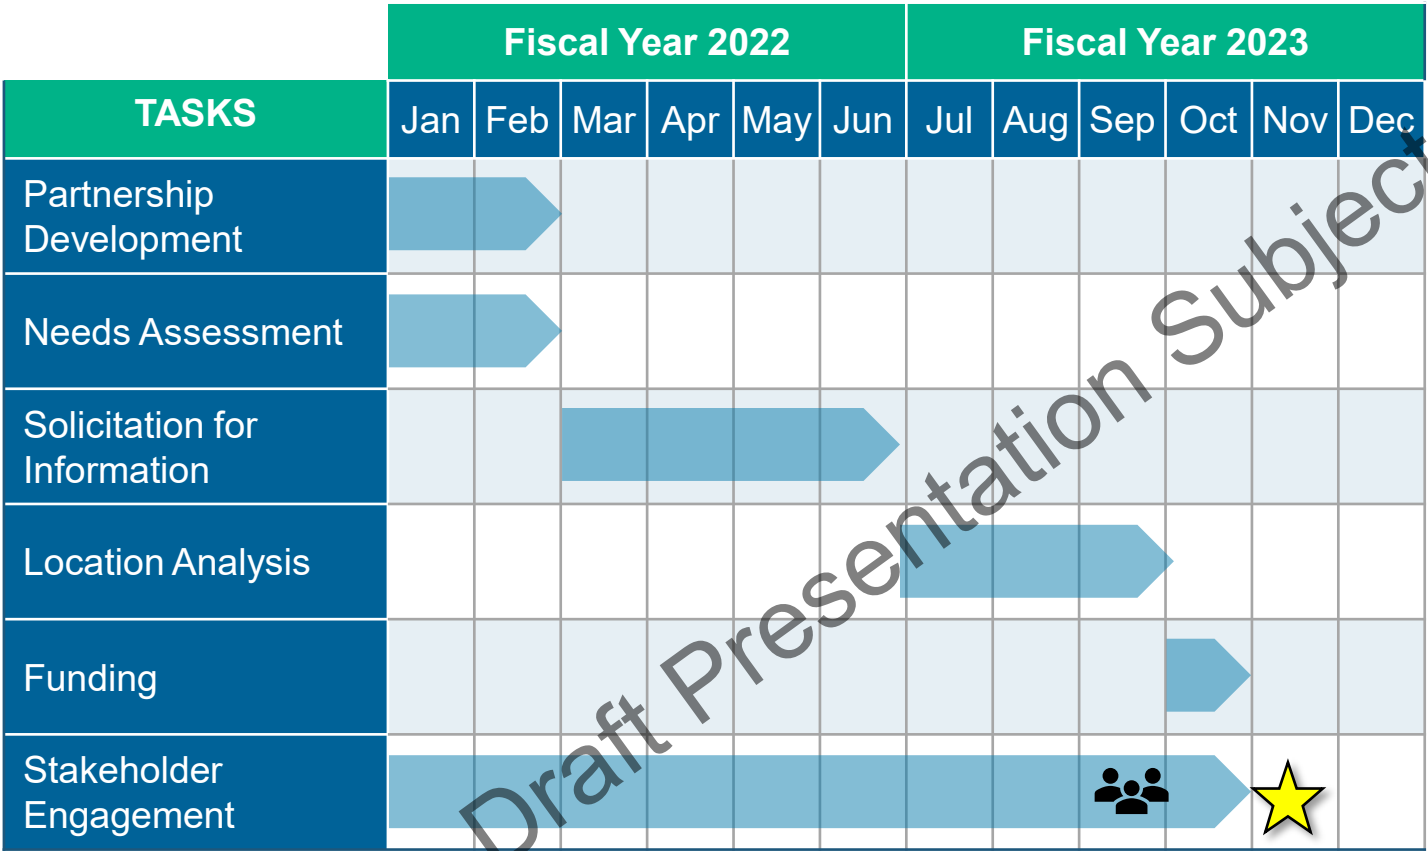 Fiscal Year 2022
Fiscal Year 2023
TASKS
Jan
Feb
Mar
Apr
May
Jun
Jul
Aug
Sep
Oct
Nov
Dec
Partnership
Development
Needs Assessment
Solicitation for
Information
Location Analysis
Funding
Stakeholder
Engagement
Draft Presentation Subject